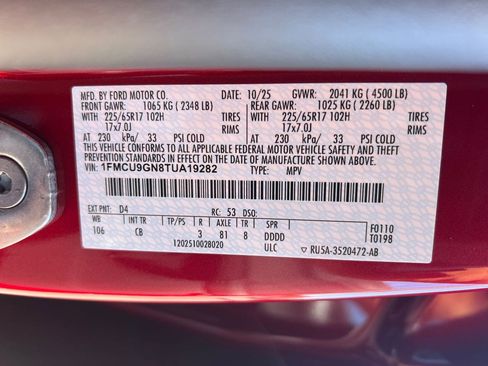 MFD. BY FORD MOTOR CO. 10/25 GVWR: 2041 KG ( 4500 LB)
FRONT GAWR: 1065 KG ( 2348 LB) REAR GAWR: 1025 KG ( 2260 LB)
225/65R17 102H TIRES 225/65R17 102H TIRES
17x7.0J RIMS 17x7.0J RIMS
AT 230 kPa/ 33 PSI COLD AT 230 kPa/ 33 PSI COLD
THIS VEHICLE CONFORMS TO ALL APPLICABLE FEDERAL MOTOR VEHICLE SAFETY AND THEFT
PREVENTION STANDARDS IN EFFECT ON THE DATE OF MANUFACTURE SHOWN ABOVE.
VIN: 1FMCU9GN8TUA19282 TYPE: MPV
EXT PNT: D4 RC: 53 DSO:
WB INT TR TP/PS R AXLE TR SPR F0110
106 CB 3 81 8 DDDD T0198
1202510028020 ULC RU5A-3520472-AB